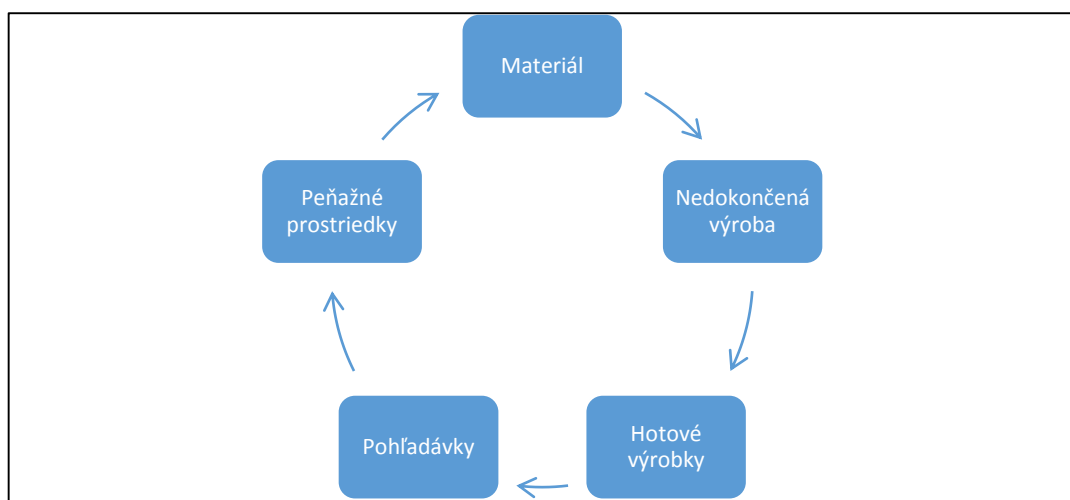 Materiál
Nedokončená
výroba
Hotové
výrobky
Pohľadávky
Peňažné
prostriedky